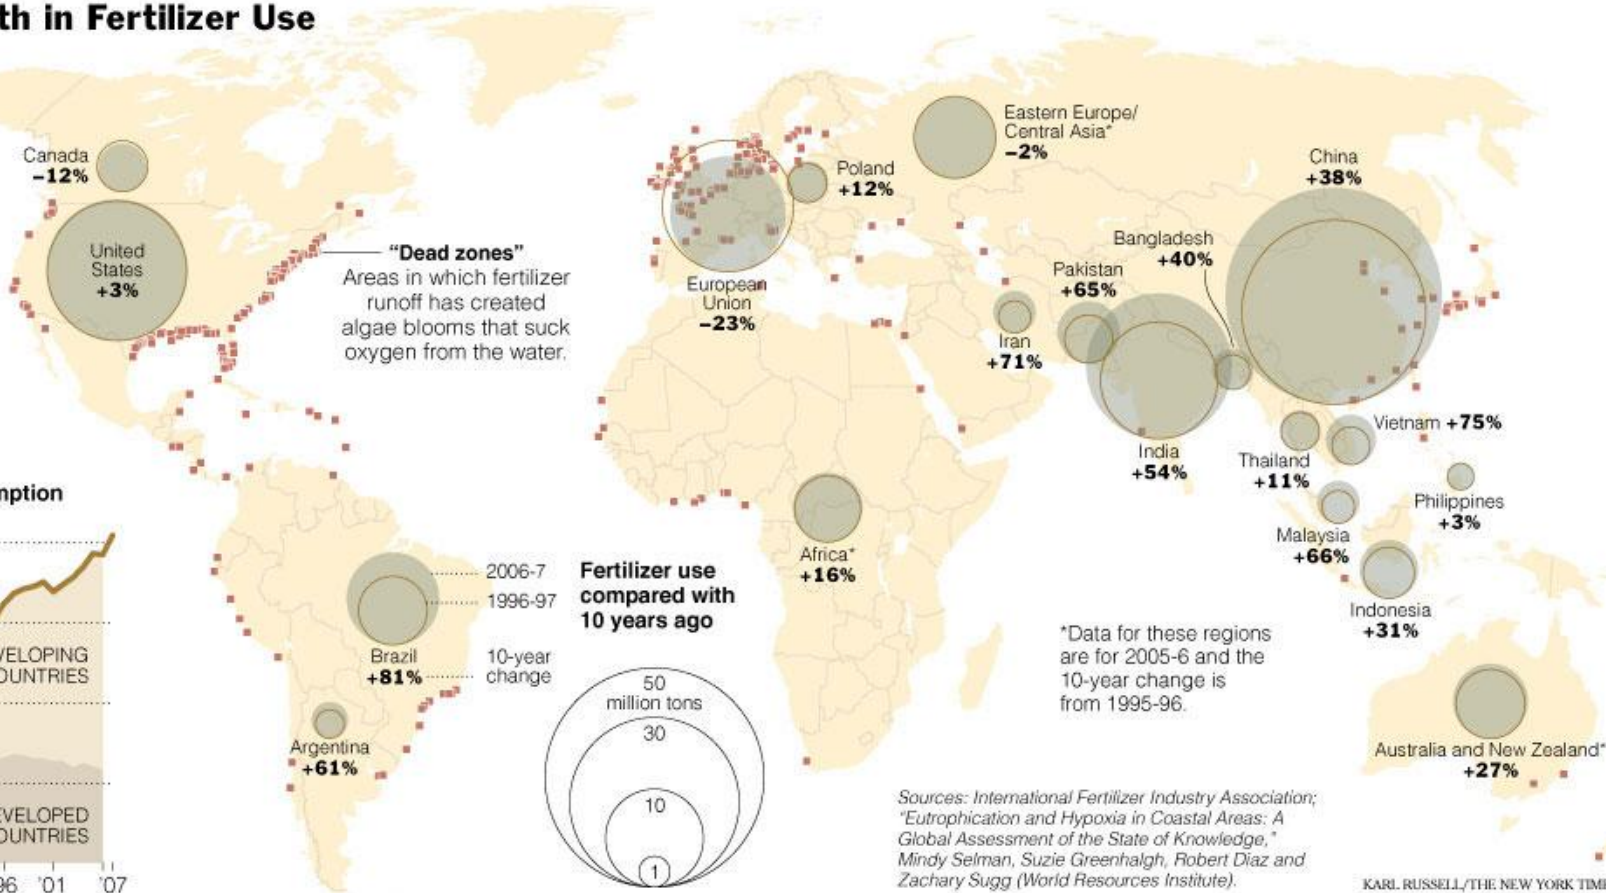 th in Fertilizer Use
Canada
–12%
United
States
+3%
“Dead zones”
Areas in which fertilizer
runoff has created
algae blooms that suck
oxygen from the water.
European
Union
–23%
Poland
+12%
Eastern Europe/
Central Asia*
–2%
China
+38%
Bangladesh
+40%
Pakistan
+65%
Iran
+71%
India
+54%
Vietnam +75%
Thailand
+11%
Philippines
+3%
Malaysia
+66%
Indonesia
+31%
Africa*
+16%
Brazil
+81%
2006-7
1996-97
10-year
change
Argentina
+61%
Fertilizer use
compared with
10 years ago
50
million tons
30
10
1
*Data for these regions
are for 2005-6 and the
10-year change is
from 1995-96.
Australia and New Zealand*
+27%
mption
VELOPING
OUNTRIES
EVELOPED
OUNTRIES
96 '01 '07
Sources: International Fertilizer Industry Association;
"Eutrophication and Hypoxia in Coastal Areas: A
Global Assessment of the State of Knowledge,"
Mindy Selman, Suzie Greenhalgh, Robert Diaz and
Zachary Sugg (World Resources Institute).
KARL RUSSELL/THE NEW YORK TIM